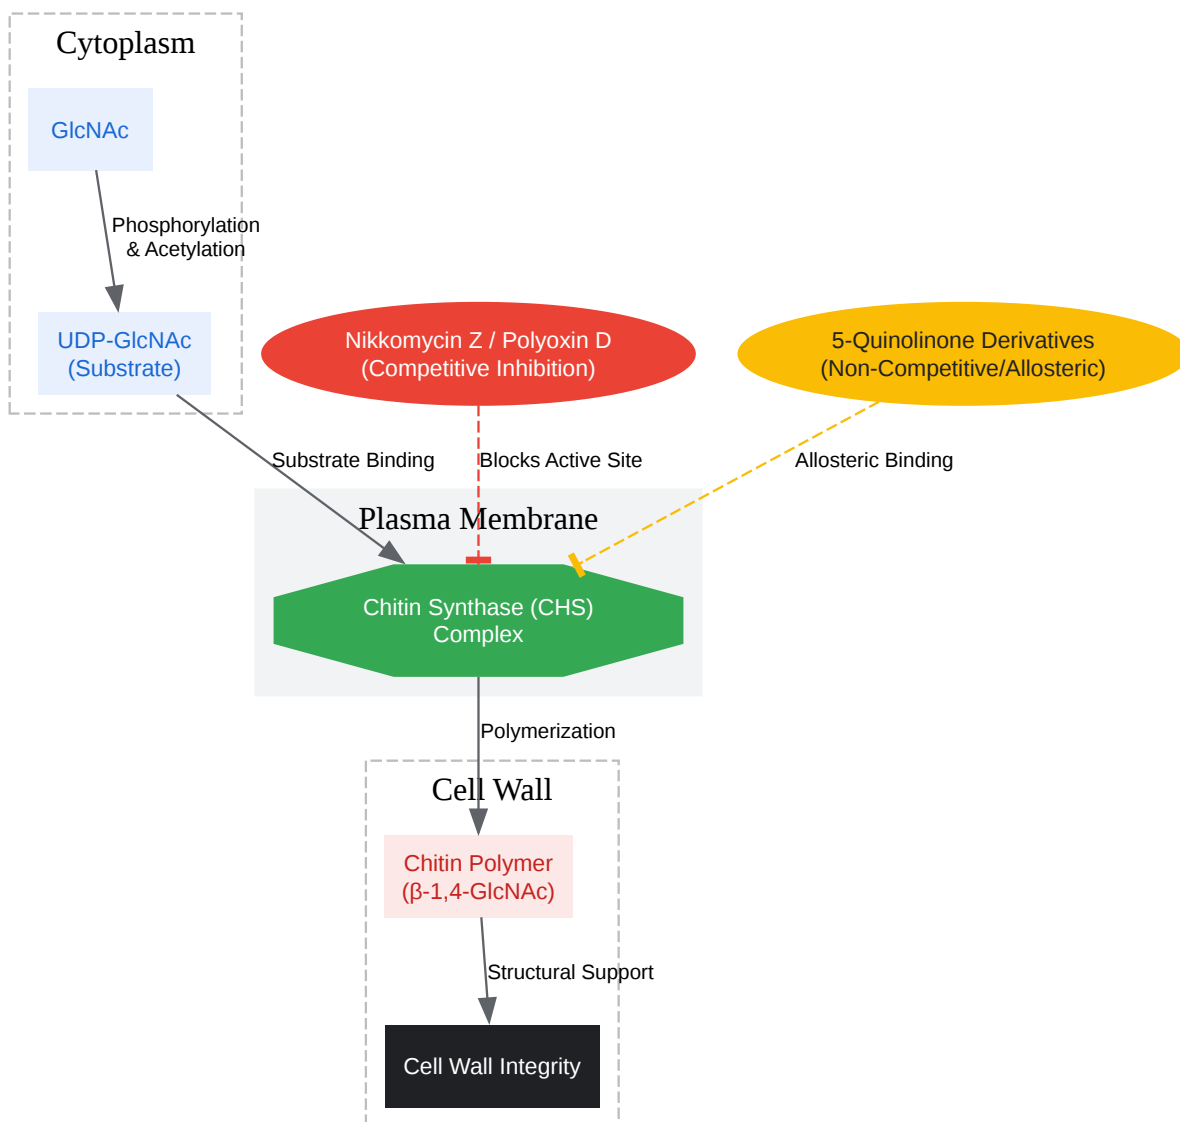 Cytoplasm
GlcNAc
Phosphorylation
& Acetylation
UDP-GlcNAc
(Substrate)
Nikkomycin Z / Polyoxin D
(Competitive Inhibition)
5-Quinolinone Derivatives
(Non-Competitive/Allosteric)
Substrate Binding
Blocks Active Site
Allosteric Binding
Plasma Membrane
Chitin Synthase (CHS)
Complex
Polymerization
Cell Wall
Chitin Polymer
(β-1,4-GlcNAc)
Structural Support
Cell Wall Integrity